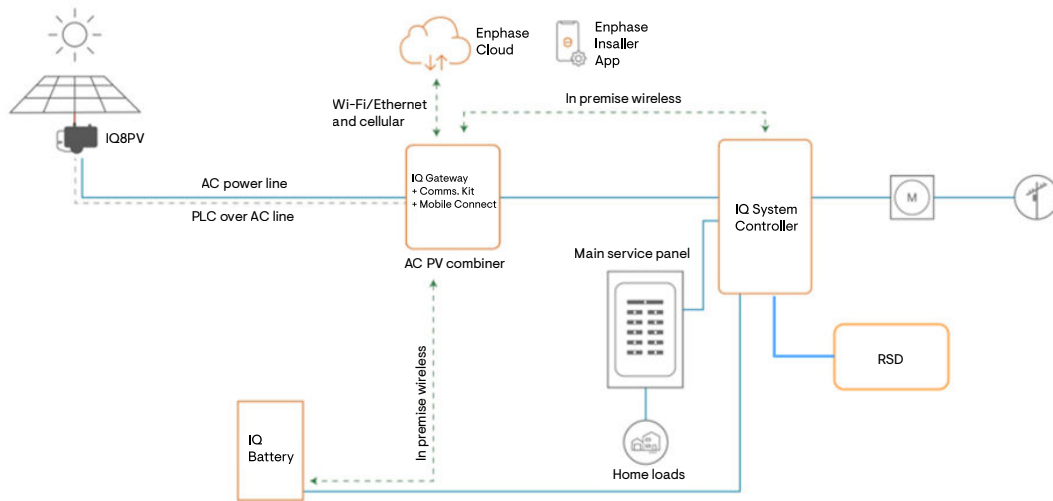 Enphase
Cloud
Enphase
Insaller
App
IQ8PV
Wi-Fi/Ethernet
and cellular
In premise wireless
AC power line
PLC over AC line
IQ Gateway
+ Comms. Kit
+ Mobile Connect
AC PV combiner
IQ System
Controller
M
Main service panel
RSD
In premise wireless
IQ
Battery
Home loads